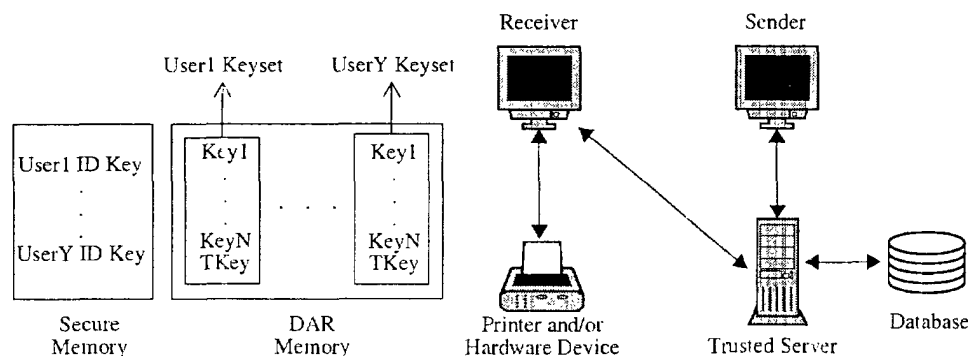 Receiver
Sender
User1 Keyset
UserY Keyset
User1 ID Key
.
.
.
UserY ID Key
Key1
.
.
.
KeyN
TKey
. . . .
Key1
.
.
.
KeyN
TKey
Secure
Memory
DAR
Memory
Printer and/or
Hardware Device
Trusted Server
Database